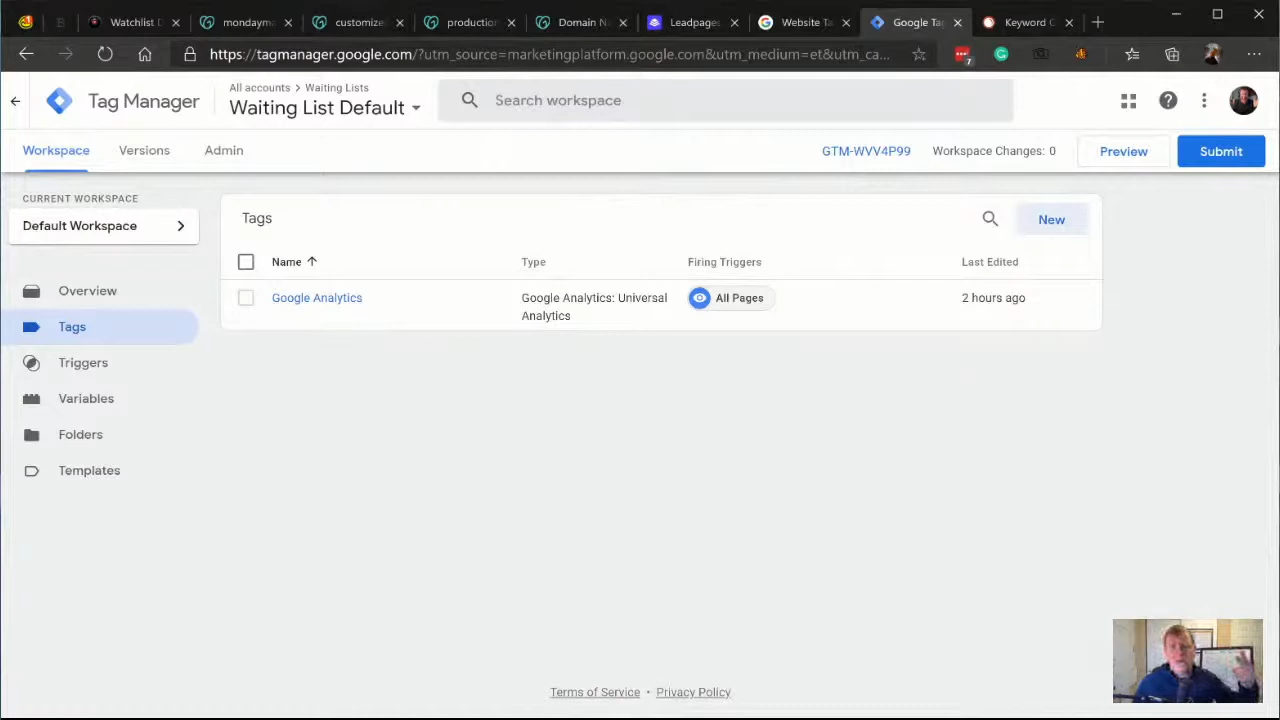 Watchlist D
mondayma
customize
production
Domain N
Leadpages
Website Ta
Google Tag
Keyword C
https://tagmanager.google.com/?utm_source=marketingplatform.google.com&utm_medium=et&utm_ca...
7
Tag Manager
All accounts > Waiting Lists
Waiting List Default
Search workspace
Workspace
Versions
Admin
GTM-WVV4P99
Workspace Changes: 0
Preview
Submit
CURRENT WORKSPACE
Default Workspace
Overview
Tags
Triggers
Variables
Folders
Templates
Tags
New
Name
Type
Firing Triggers
Last Edited
Google Analytics
Google Analytics: Universal
Analytics
All Pages
2 hours ago
Terms of Service • Privacy Policy